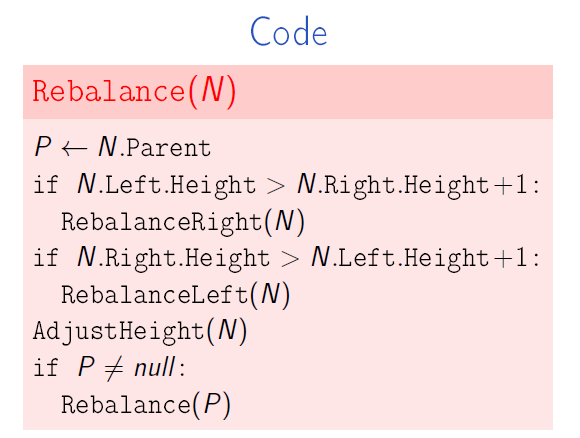 Code
Rebalance(N)
P ← N.Parent
if N.Left.Height > N.Right.Height+1:
RebalanceRight(N)
if N.Right.Height > N.Left.Height+1:
RebalanceLeft(N)
AdjustHeight(N)
if P ≠ null:
Rebalance(P)